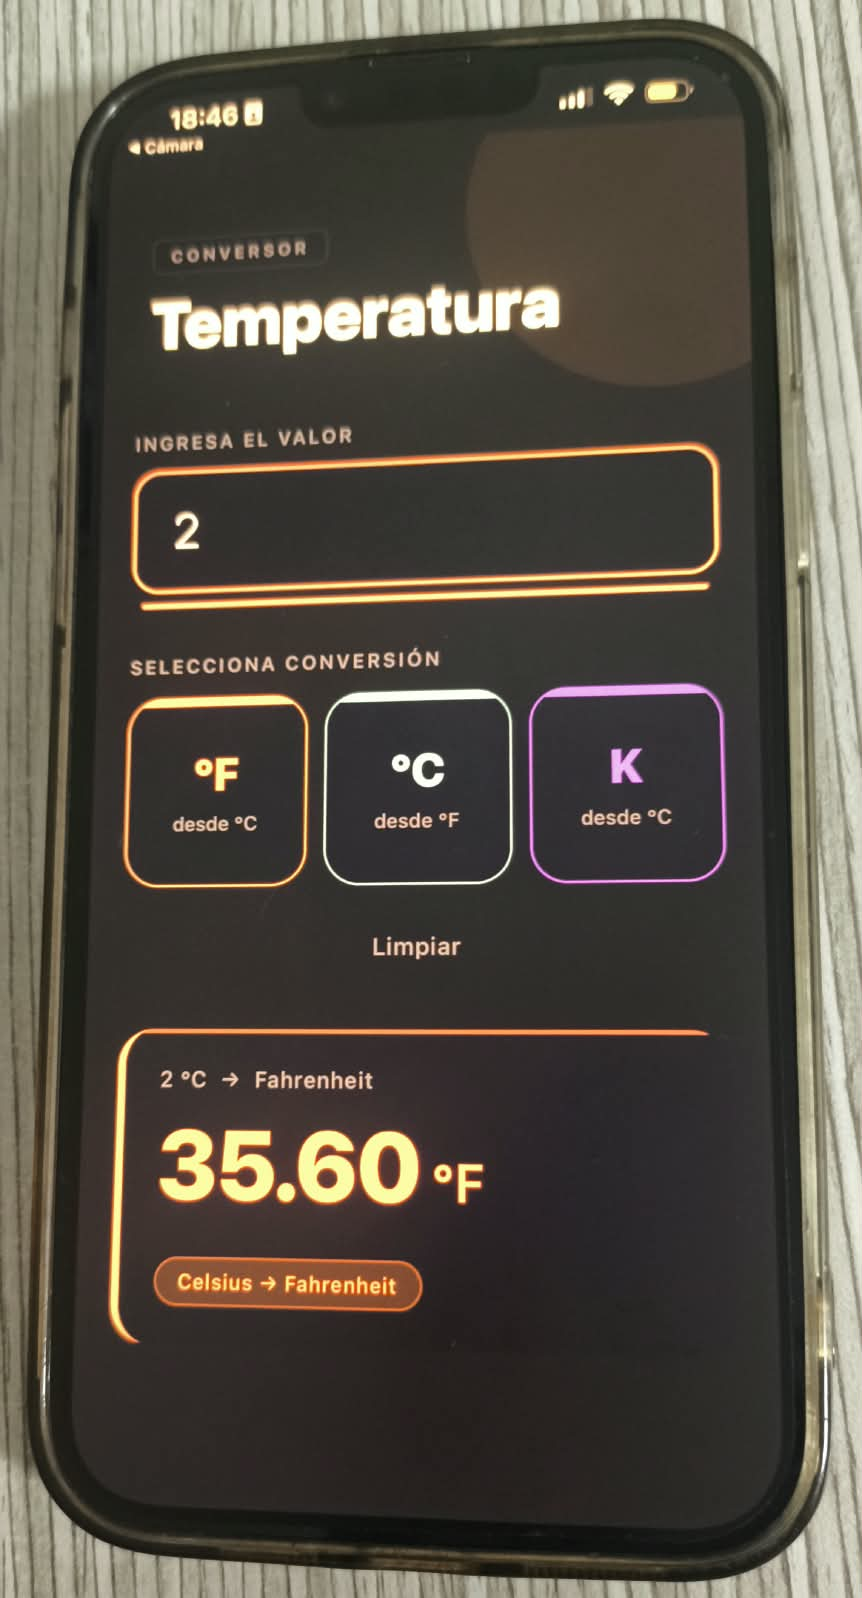 18:46
◀ Cámara
CONVERSOR
Temperatura
INGRESA EL VALOR
2
SELECCIONA CONVERSIÓN
°F
desde °C
°C
desde °F
K
desde °C
Limpiar
2 °C → Fahrenheit
35.60 °F
Celsius → Fahrenheit